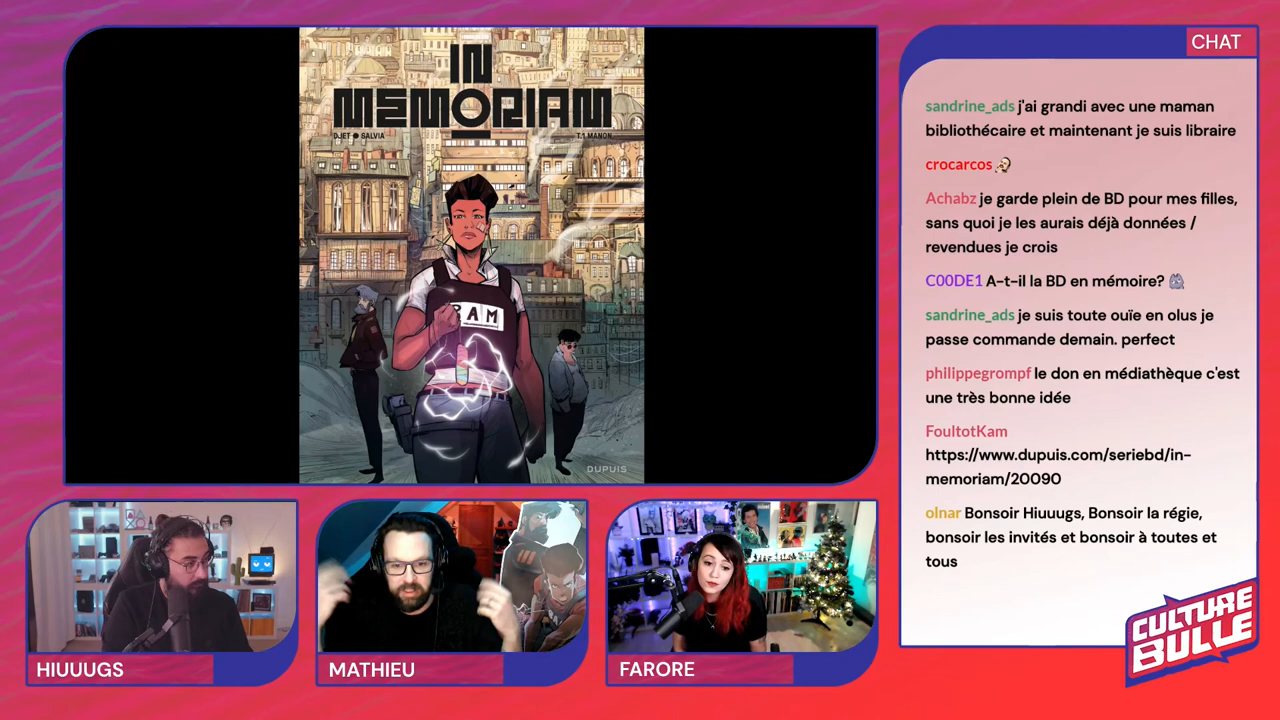 IN
MEMORIAM
DJET SALVIA
T.1 MANON
BAM
DUPUIS
HIUUUGS
MATHIEU
FARORE
CHAT
sandrine_ads j'ai grandi avec une maman
bibliothécaire et maintenant je suis libraire
crocarcos
Achabz je garde plein de BD pour mes filles,
sans quoi je les aurais déjà données /
revendues je crois
C00DE1 A-t-il la BD en mémoire?
sandrine_ads je suis toute ouïe en olus je
passe commande demain. perfect
philippegrompf le don en médiathèque c'est
une très bonne idée
FoultotKam
https://www.dupuis.com/seriebd/in-
memoriam/20090
olnar Bonsoir Hiuuugs, Bonsoir la régie,
bonsoir les invités et bonsoir à toutes et
tous
CULTURE
BULLE